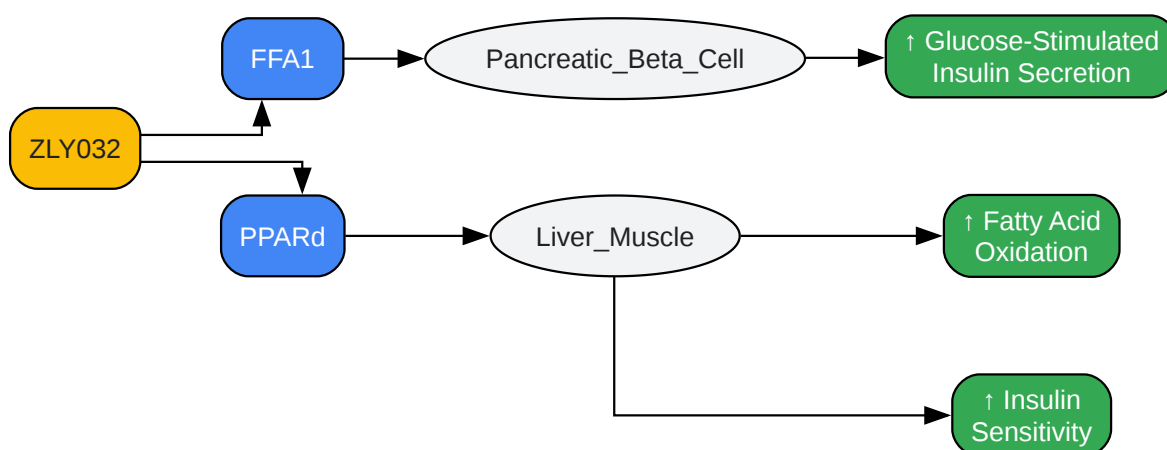 FFA1
Pancreatic_Beta_Cell
↑ Glucose-Stimulated
Insulin Secretion
ZLY032
PPARd
Liver_Muscle
↑ Fatty Acid
Oxidation
↑ Insulin
Sensitivity